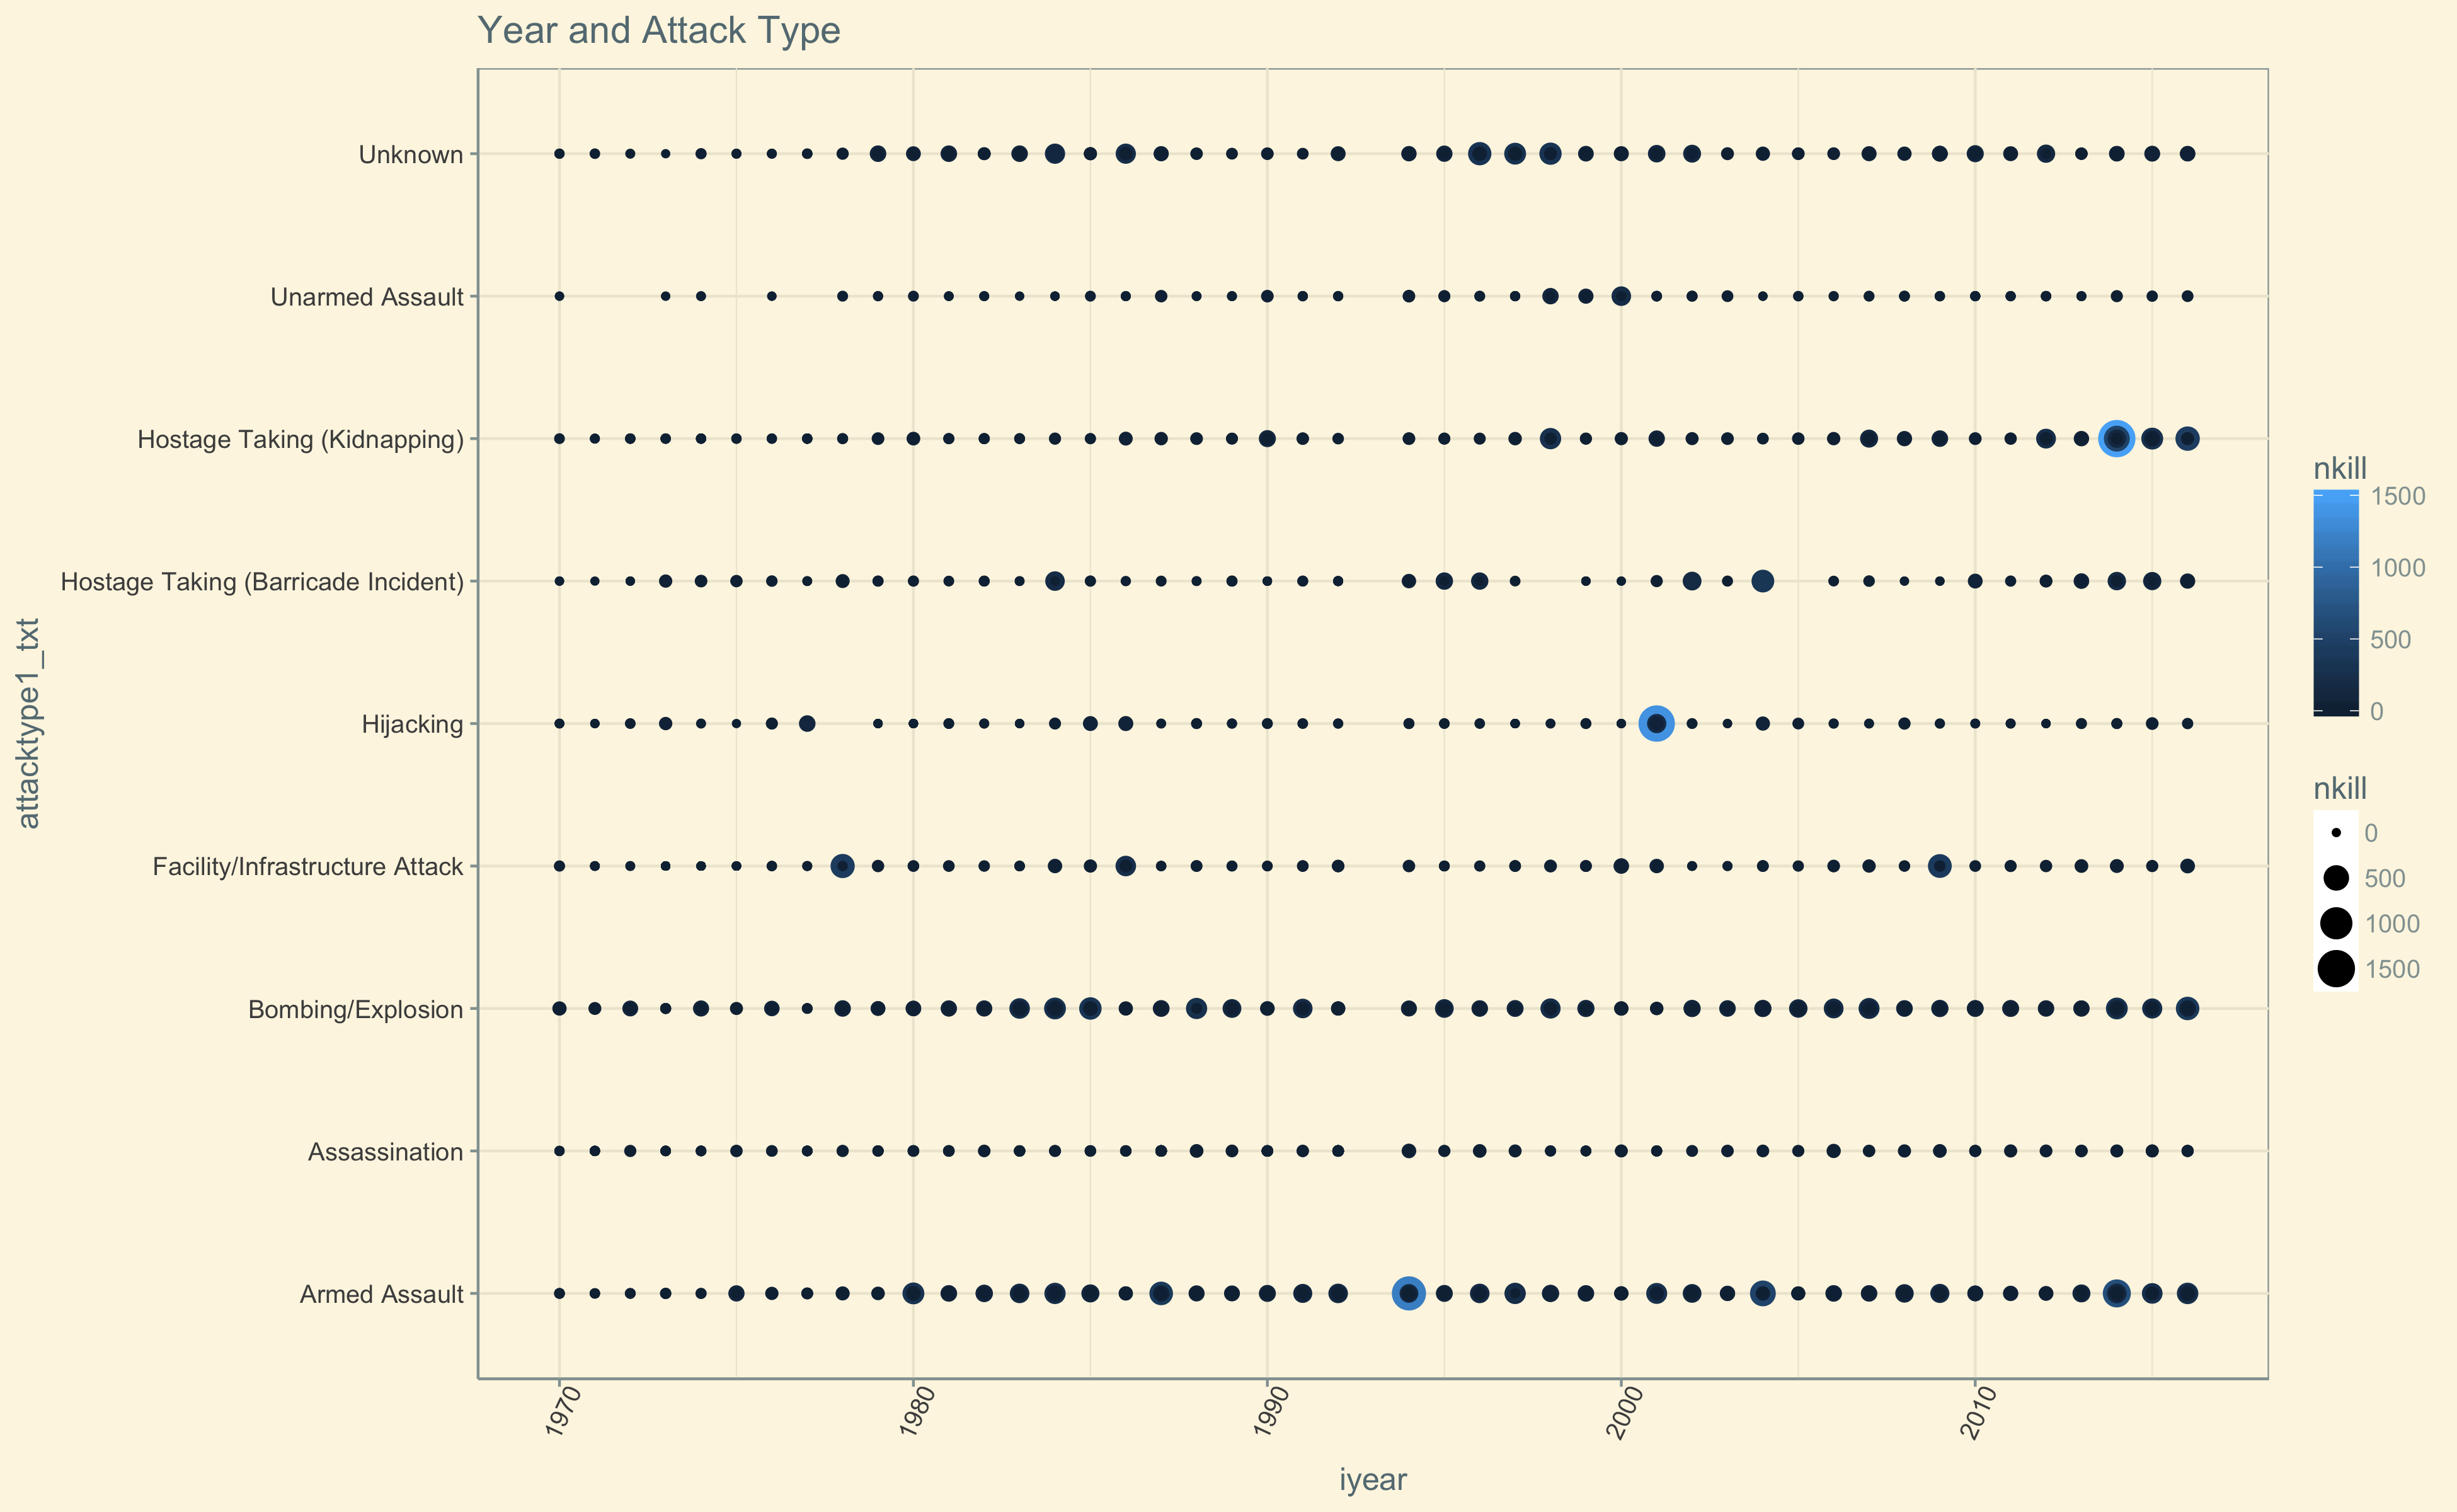 Year and Attack Type
Unknown
Unarmed Assault
Hostage Taking (Kidnapping)
Hostage Taking (Barricade Incident)
Hijacking
Facility/Infrastructure Attack
Bombing/Explosion
Assassination
Armed Assault
attacktype1_txt
1970
1980
1990
2000
2010
iyear
nkill
1500
1000
500
0
nkill
0
500
1000
1500